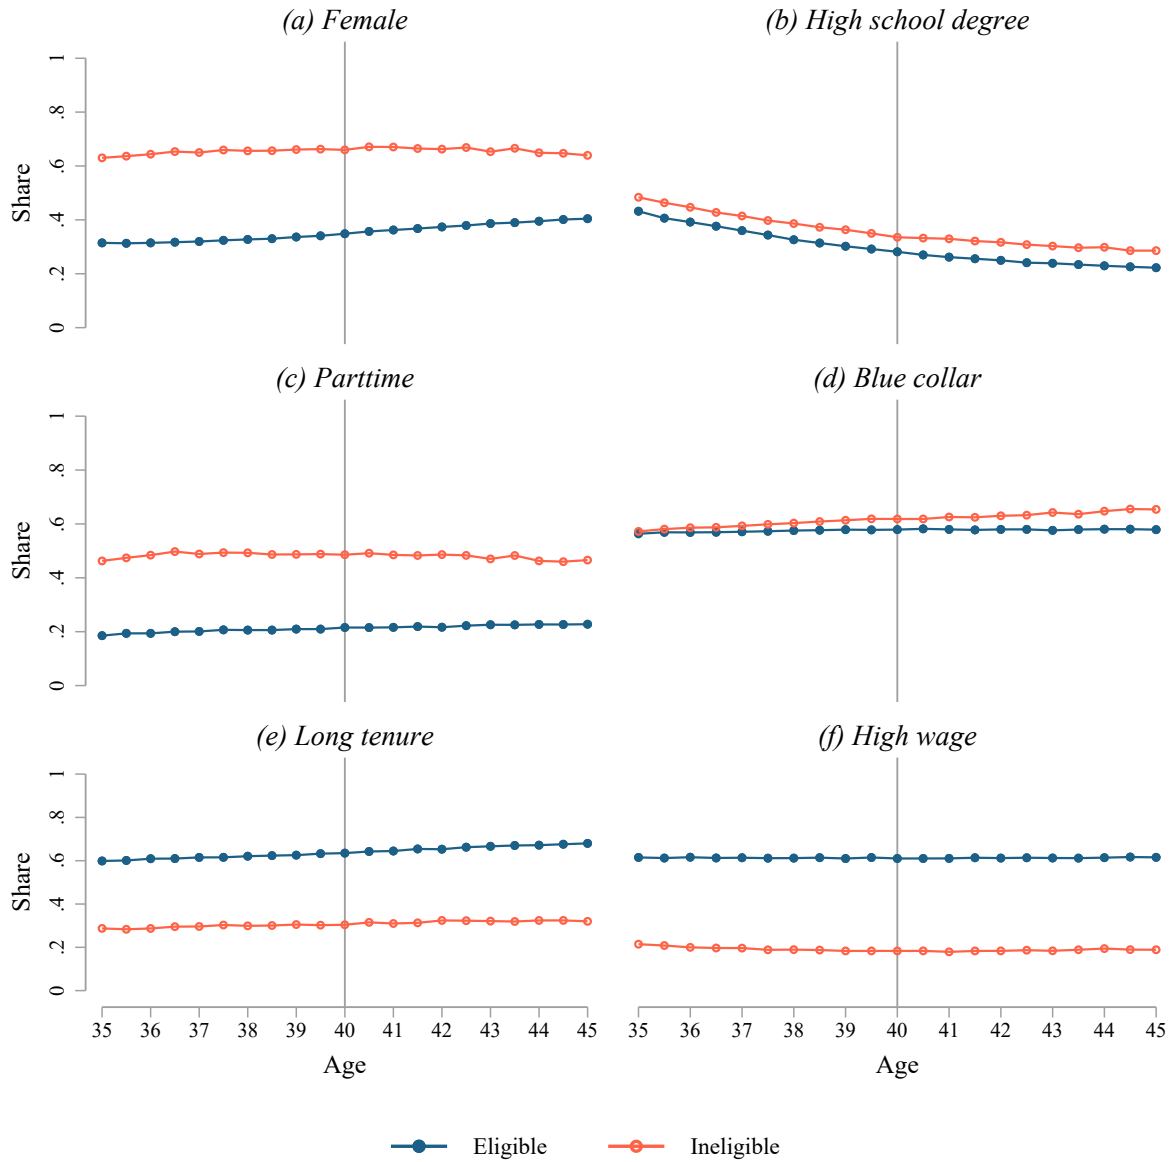 (a) Female
(b) High school degree
Share
1
.8
.6
.4
.2
0
(c) Parttime
(d) Blue collar
Share
1
.8
.6
.4
.2
0
(e) Long tenure
(f) High wage
Share
1
.8
.6
.4
.2
0
35 36 37 38 39 40 41 42 43 44 45
35 36 37 38 39 40 41 42 43 44 45
Age
Age
Eligible
Ineligible